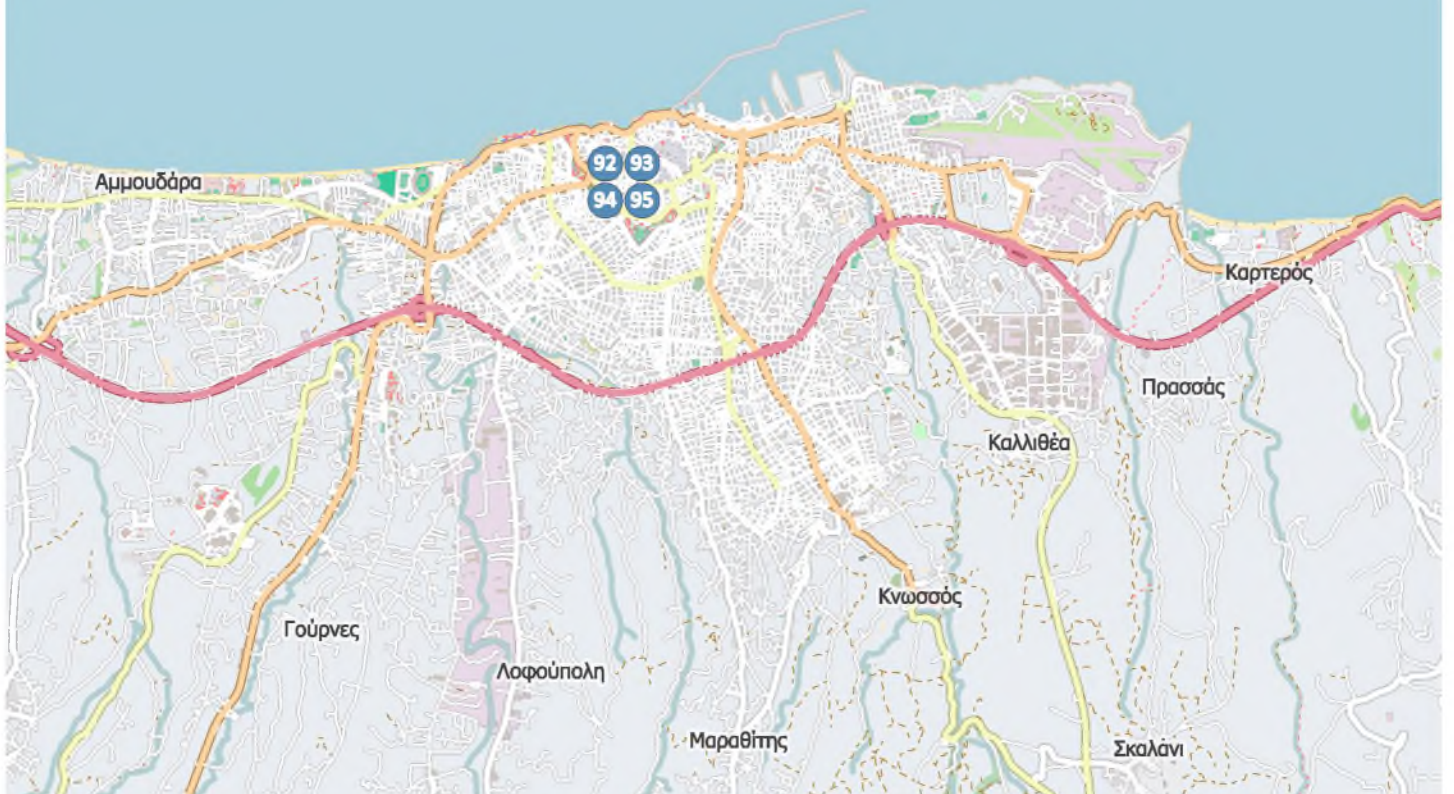 92 93
Αμμουδάρα
94 95
Καρτερός
Πρασσάς
Καλλιθέα
Κνωσσός
Γούρνες
Λοφούπολη
Μαραθίτης
Σκαλάνι